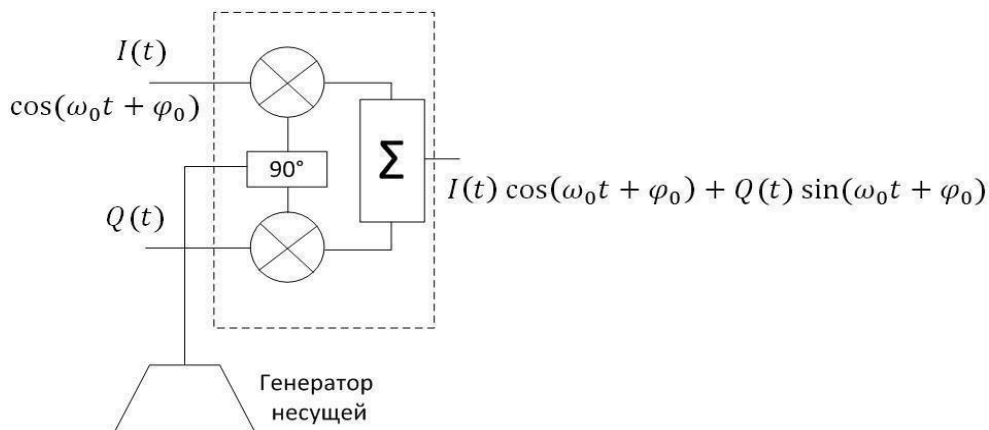 I(t)
cos(ω₀t + φ₀)
90°
Σ
I(t) cos(ω₀t + φ₀) + Q(t) sin(ω₀t + φ₀)
Q(t)
Генератор
несущей